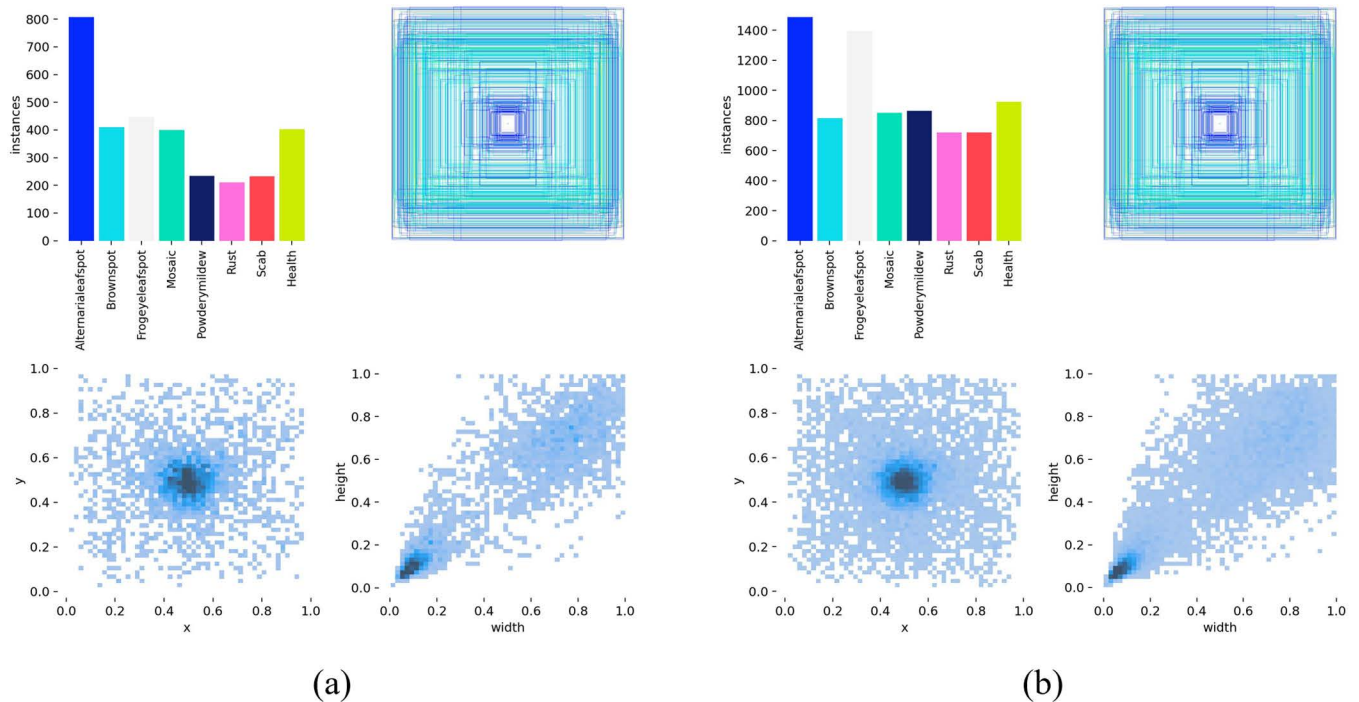 800
700
600
500
400
300
200
100
0
instances
Alternarialeafspot
Brownspot
Frogeyeleafspot
Mosaic
Powderymildew
Rust
Scab
Health
1400
1200
1000
800
600
400
200
0
instances
Alternarialeafspot
Brownspot
Frogeyeleafspot
Mosaic
Powderymildew
Rust
Scab
Health
1.0
0.8
0.6
0.4
0.2
0.0
y
0.0 0.2 0.4 0.6 0.8 1.0
x
1.0
0.8
0.6
0.4
0.2
0.0
height
0.0 0.2 0.4 0.6 0.8 1.0
width
1.0
0.8
0.6
0.4
0.2
0.0
y
0.0 0.2 0.4 0.6 0.8 1.0
x
1.0
0.8
0.6
0.4
0.2
0.0
height
0.0 0.2 0.4 0.6 0.8 1.0
width
(a)
(b)